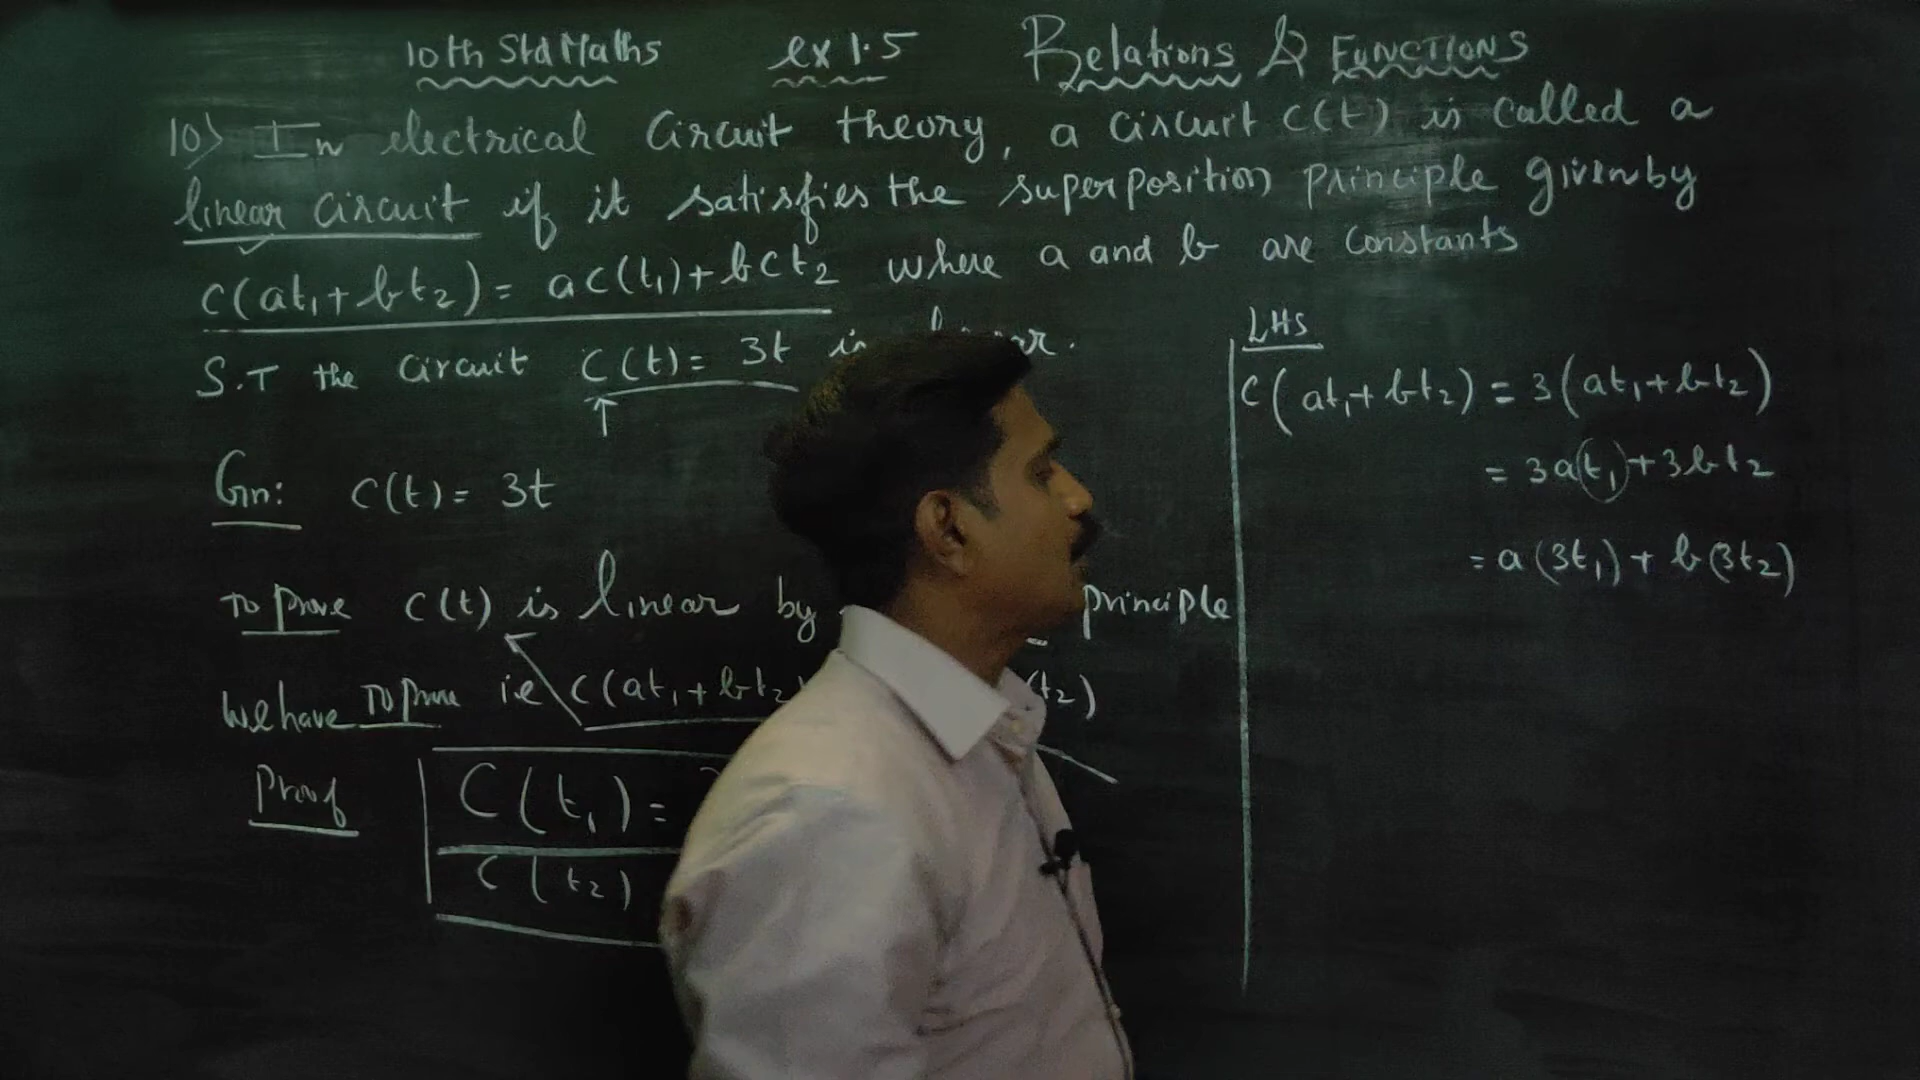 10th Std Maths ex 1.5 Relations & FUNCTIONS
10) In electrical Circuit theory, a circuit C(t) is called a
linear circuit if it satisfies the superposition principle given by
C(at₁+bt₂) = aC(t₁)+bCt₂ where a and b are constants
S.T the circuit C(t) = 3t is
Gn: C(t) = 3t
To prove C(t) is linear by principle
We have To prove ie C(at₁+bt₂ (t₂)
Proof C(t₁) =
C(t₂)
LHS
C(at₁+bt₂) = 3(at₁+bt₂)
= 3a(t₁)+3bt₂
= a(3t₁)+ b(3t₂)